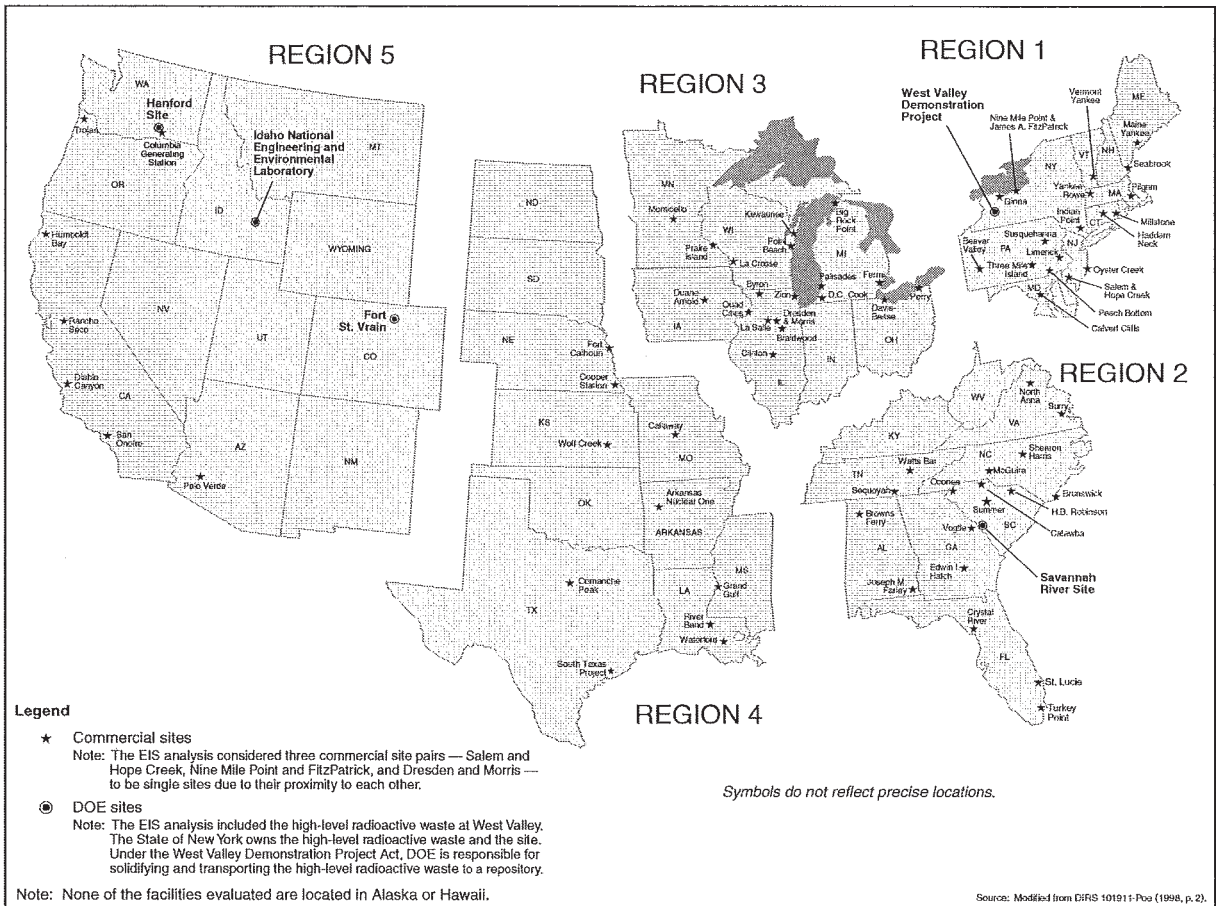 REGION 5
WA
Hanford
Site
Trojan
Columbia
Generating
Station
Idaho National
Engineering and
Environmental
Laboratory
MT
OR
ID
WYOMING
Humboldt
Bay
NV
UT
Fort
St. Vrain
CO
Rancho
Seco
Diablo
Canyon
CA
San
Onofre
AZ
Palo Verde
NM
REGION 3
MN
Monticello
WI
Kewaunee
Big
Rock
Point
Prairie
Island
Point
Beach
MI
La Crosse
Palisades
Fermi
Duane
Arnold
Byron
Zion
D.C. Cook
Perry
Quad
Cities
Dresden
& Morris
Davis-
Besse
IA
La Salle
Braidwood
Clinton
IL
IN
OH
REGION 1
West Valley
Demonstration
Project
Nine Mile Point &
James A. FitzPatrick
Vermont
Yankee
ME
Maine
Yankee
NY
VT
NH
Seabrook
Ginna
Yankee
Rowe
MA
Pilgrim
Indian
Point
CT
Millstone
Haddam
Neck
Susquehanna
Beaver
Valley
PA
Limerick
NJ
Three Mile
Island
Oyster Creek
MD
Salem &
Hope Creek
Peach Bottom
Calvert Cliffs
ND
SD
NE
Fort
Calhoun
Cooper
Station
KS
Wolf Creek
Callaway
MO
OK
Arkansas
Nuclear One
ARKANSAS
TX
Comanche
Peak
LA
MS
Grand
Gulf
River
Bend
Waterford
South Texas
Project
REGION 4
REGION 2
WV
North
Anna
Surry
VA
KY
Watts Bar
NC
Shearon
Harris
McGuire
TN
Oconee
Sequoyah
Brunswick
H.B. Robinson
Summer
Catawba
Browns
Ferry
SC
Vogtle
AL
GA
Edwin I.
Hatch
Savannah
River Site
Joseph M.
Farley
Crystal
River
FL
St. Lucie
Turkey
Point
Symbols do not reflect precise locations.
Legend
Commercial sites
Note: The EIS analysis considered three commercial site pairs — Salem and
Hope Creek, Nine Mile Point and FitzPatrick, and Dresden and Morris —
to be single sites due to their proximity to each other.
DOE sites
Note: The EIS analysis included the high-level radioactive waste at West Valley.
The State of New York owns the high-level radioactive waste and the site.
Under the West Valley Demonstration Project Act, DOE is responsible for
solidifying and transporting the high-level radioactive waste to a repository.
Note: None of the facilities evaluated are located in Alaska or Hawaii.
Source: Modified from DIRS 101911-Poe (1998, p. 2).